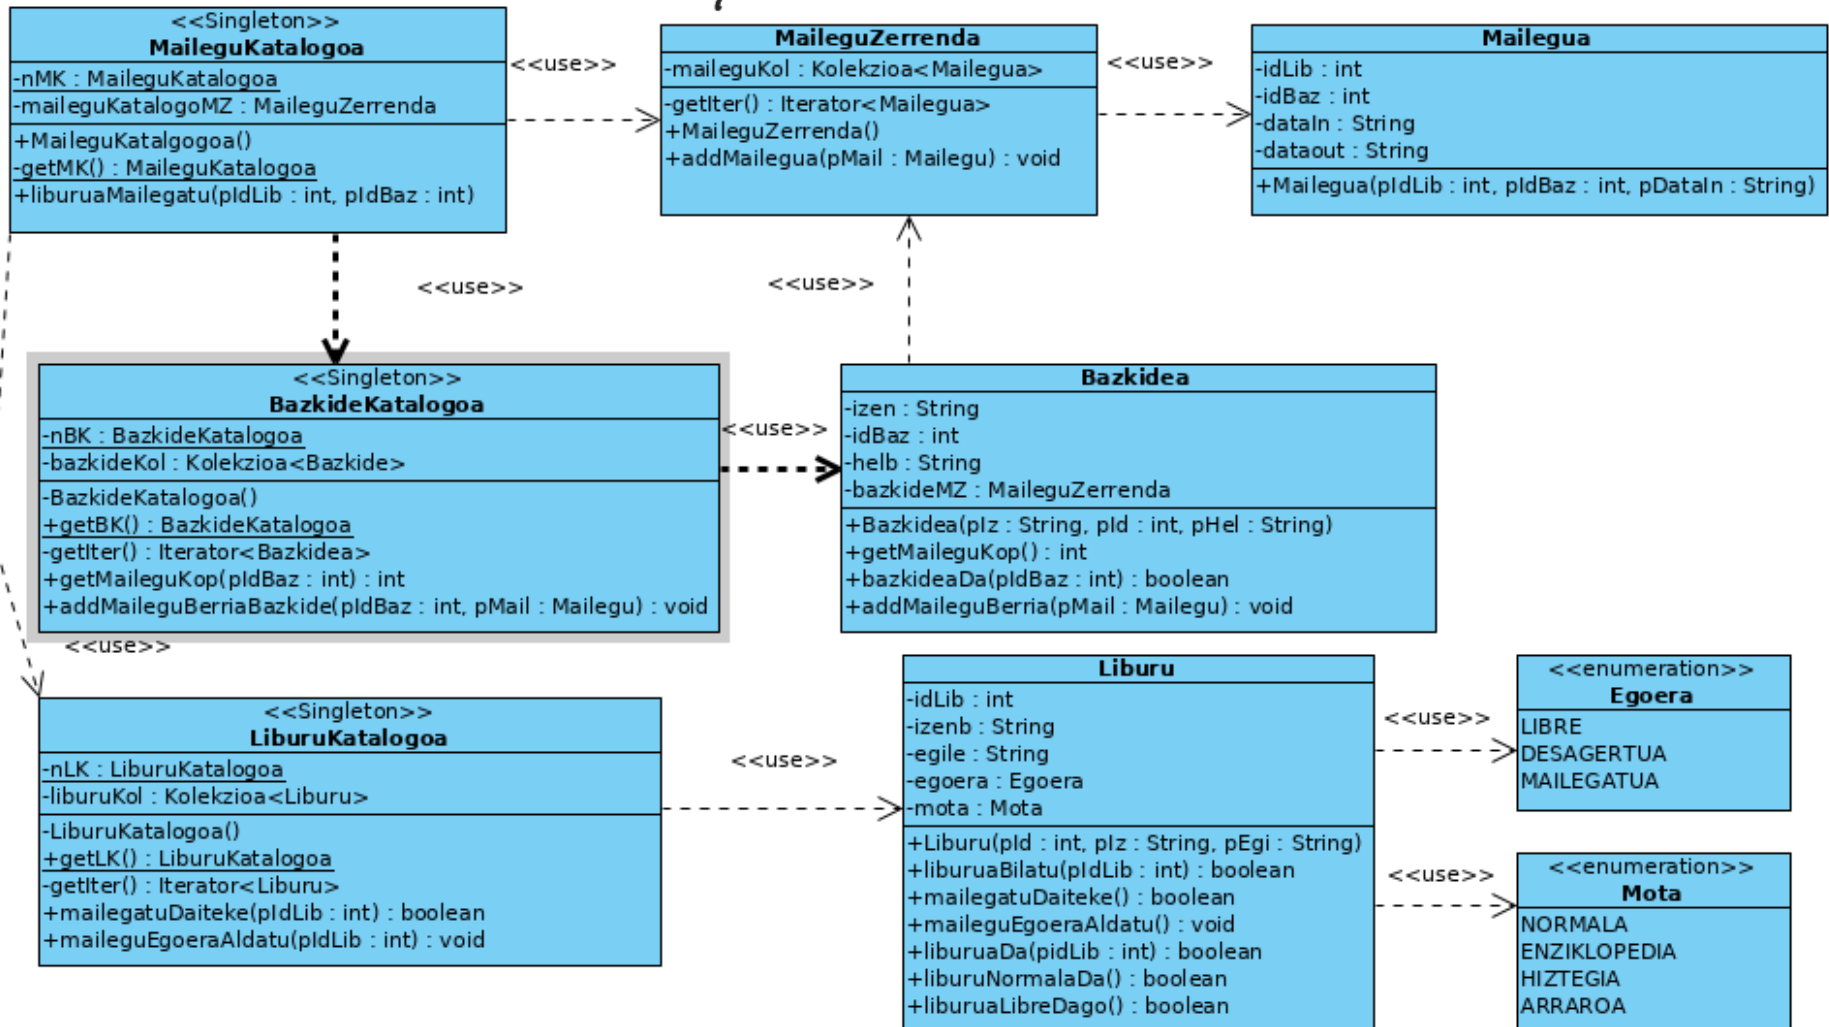 <<Singleton>>
MaileguKatalogoa
-nMK : MaileguKatalogoa
-maileguKatalogoMZ : MaileguZerrenda
+MaileguKatalgogoa()
-getMK() : MaileguKatalogoa
+liburuaMailegatu(pIdLib : int, pIdBaz : int)
<<use>>
MaileguZerrenda
-maileguKol : Kolekzioa<Mailegua>
-getIter() : Iterator<Mailegua>
+MaileguZerrenda()
+addMailegua(pMail : Mailegu) : void
<<use>>
Mailegua
-idLib : int
-idBaz : int
-dataIn : String
-dataout : String
+Mailegua(pIdLib : int, pIdBaz : int, pDataIn : String)
<<use>>
<<use>>
<<Singleton>>
BazkideKatalogoa
-nBK : BazkideKatalogoa
-bazkideKol : Kolekzioa<Bazkide>
-BazkideKatalogoa()
+getBK() : BazkideKatalogoa
-getIter() : Iterator<Bazkidea>
+getMaileguKop(pIdBaz : int) : int
+addMaileguBerriaBazkide(pIdBaz : int, pMail : Mailegu) : void
<<use>>
Bazkidea
-izen : String
-idBaz : int
-helb : String
-bazkideMZ : MaileguZerrenda
+Bazkidea(pIz : String, pId : int, pHel : String)
+getMaileguKop() : int
+bazkideaDa(pIdBaz : int) : boolean
+addMaileguBerria(pMail : Mailegu) : void
<<use>>
<<Singleton>>
LiburuKatalogoa
-nLK : LiburuKatalogoa
-liburuKol : Kolekzioa<Liburu>
-LiburuKatalogoa()
+getLK() : LiburuKatalogoa
-getIter() : Iterator<Liburu>
+mailegatuDaiteke(pIdLib : int) : boolean
+maileguEgoeraAldatu(pIdLib : int) : void
<<use>>
Liburu
-idLib : int
-izenb : String
-egile : String
-egoera : Egoera
-mota : Mota
+Liburu(pId : int, pIz : String, pEgi : String)
+liburuaBilatu(pIdLib : int) : boolean
+mailegatuDaiteke() : boolean
+maileguEgoeraAldatu() : void
+liburuaDa(pidLib : int) : boolean
+liburuNormalaDa() : boolean
+liburuaLibreDago() : boolean
<<use>>
<<enumeration>>
Egoera
LIBRE
DESAGERTUA
MAILEGATUA
<<use>>
<<enumeration>>
Mota
NORMALA
ENZIKLOPEDIA
HIZTEGIA
ARRAROA